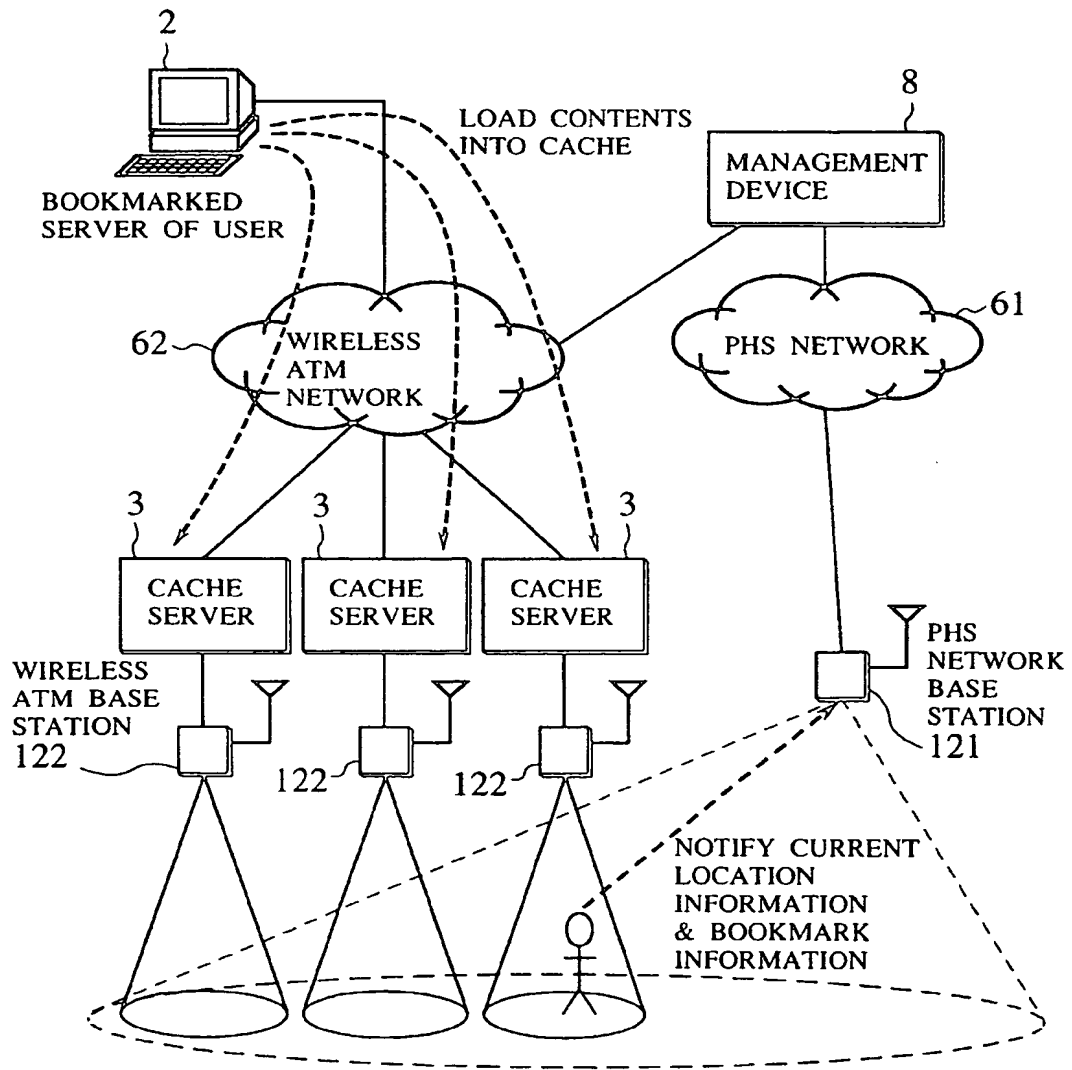 2
BOOKMARKED
SERVER OF USER
LOAD CONTENTS
INTO CACHE
8
MANAGEMENT
DEVICE
62
WIRELESS
ATM
NETWORK
61
PHS NETWORK
3
CACHE
SERVER
3
CACHE
SERVER
3
CACHE
SERVER
WIRELESS
ATM BASE
STATION
122
122
122
PHS
NETWORK
BASE
STATION
121
NOTIFY CURRENT
LOCATION
INFORMATION
& BOOKMARK
INFORMATION